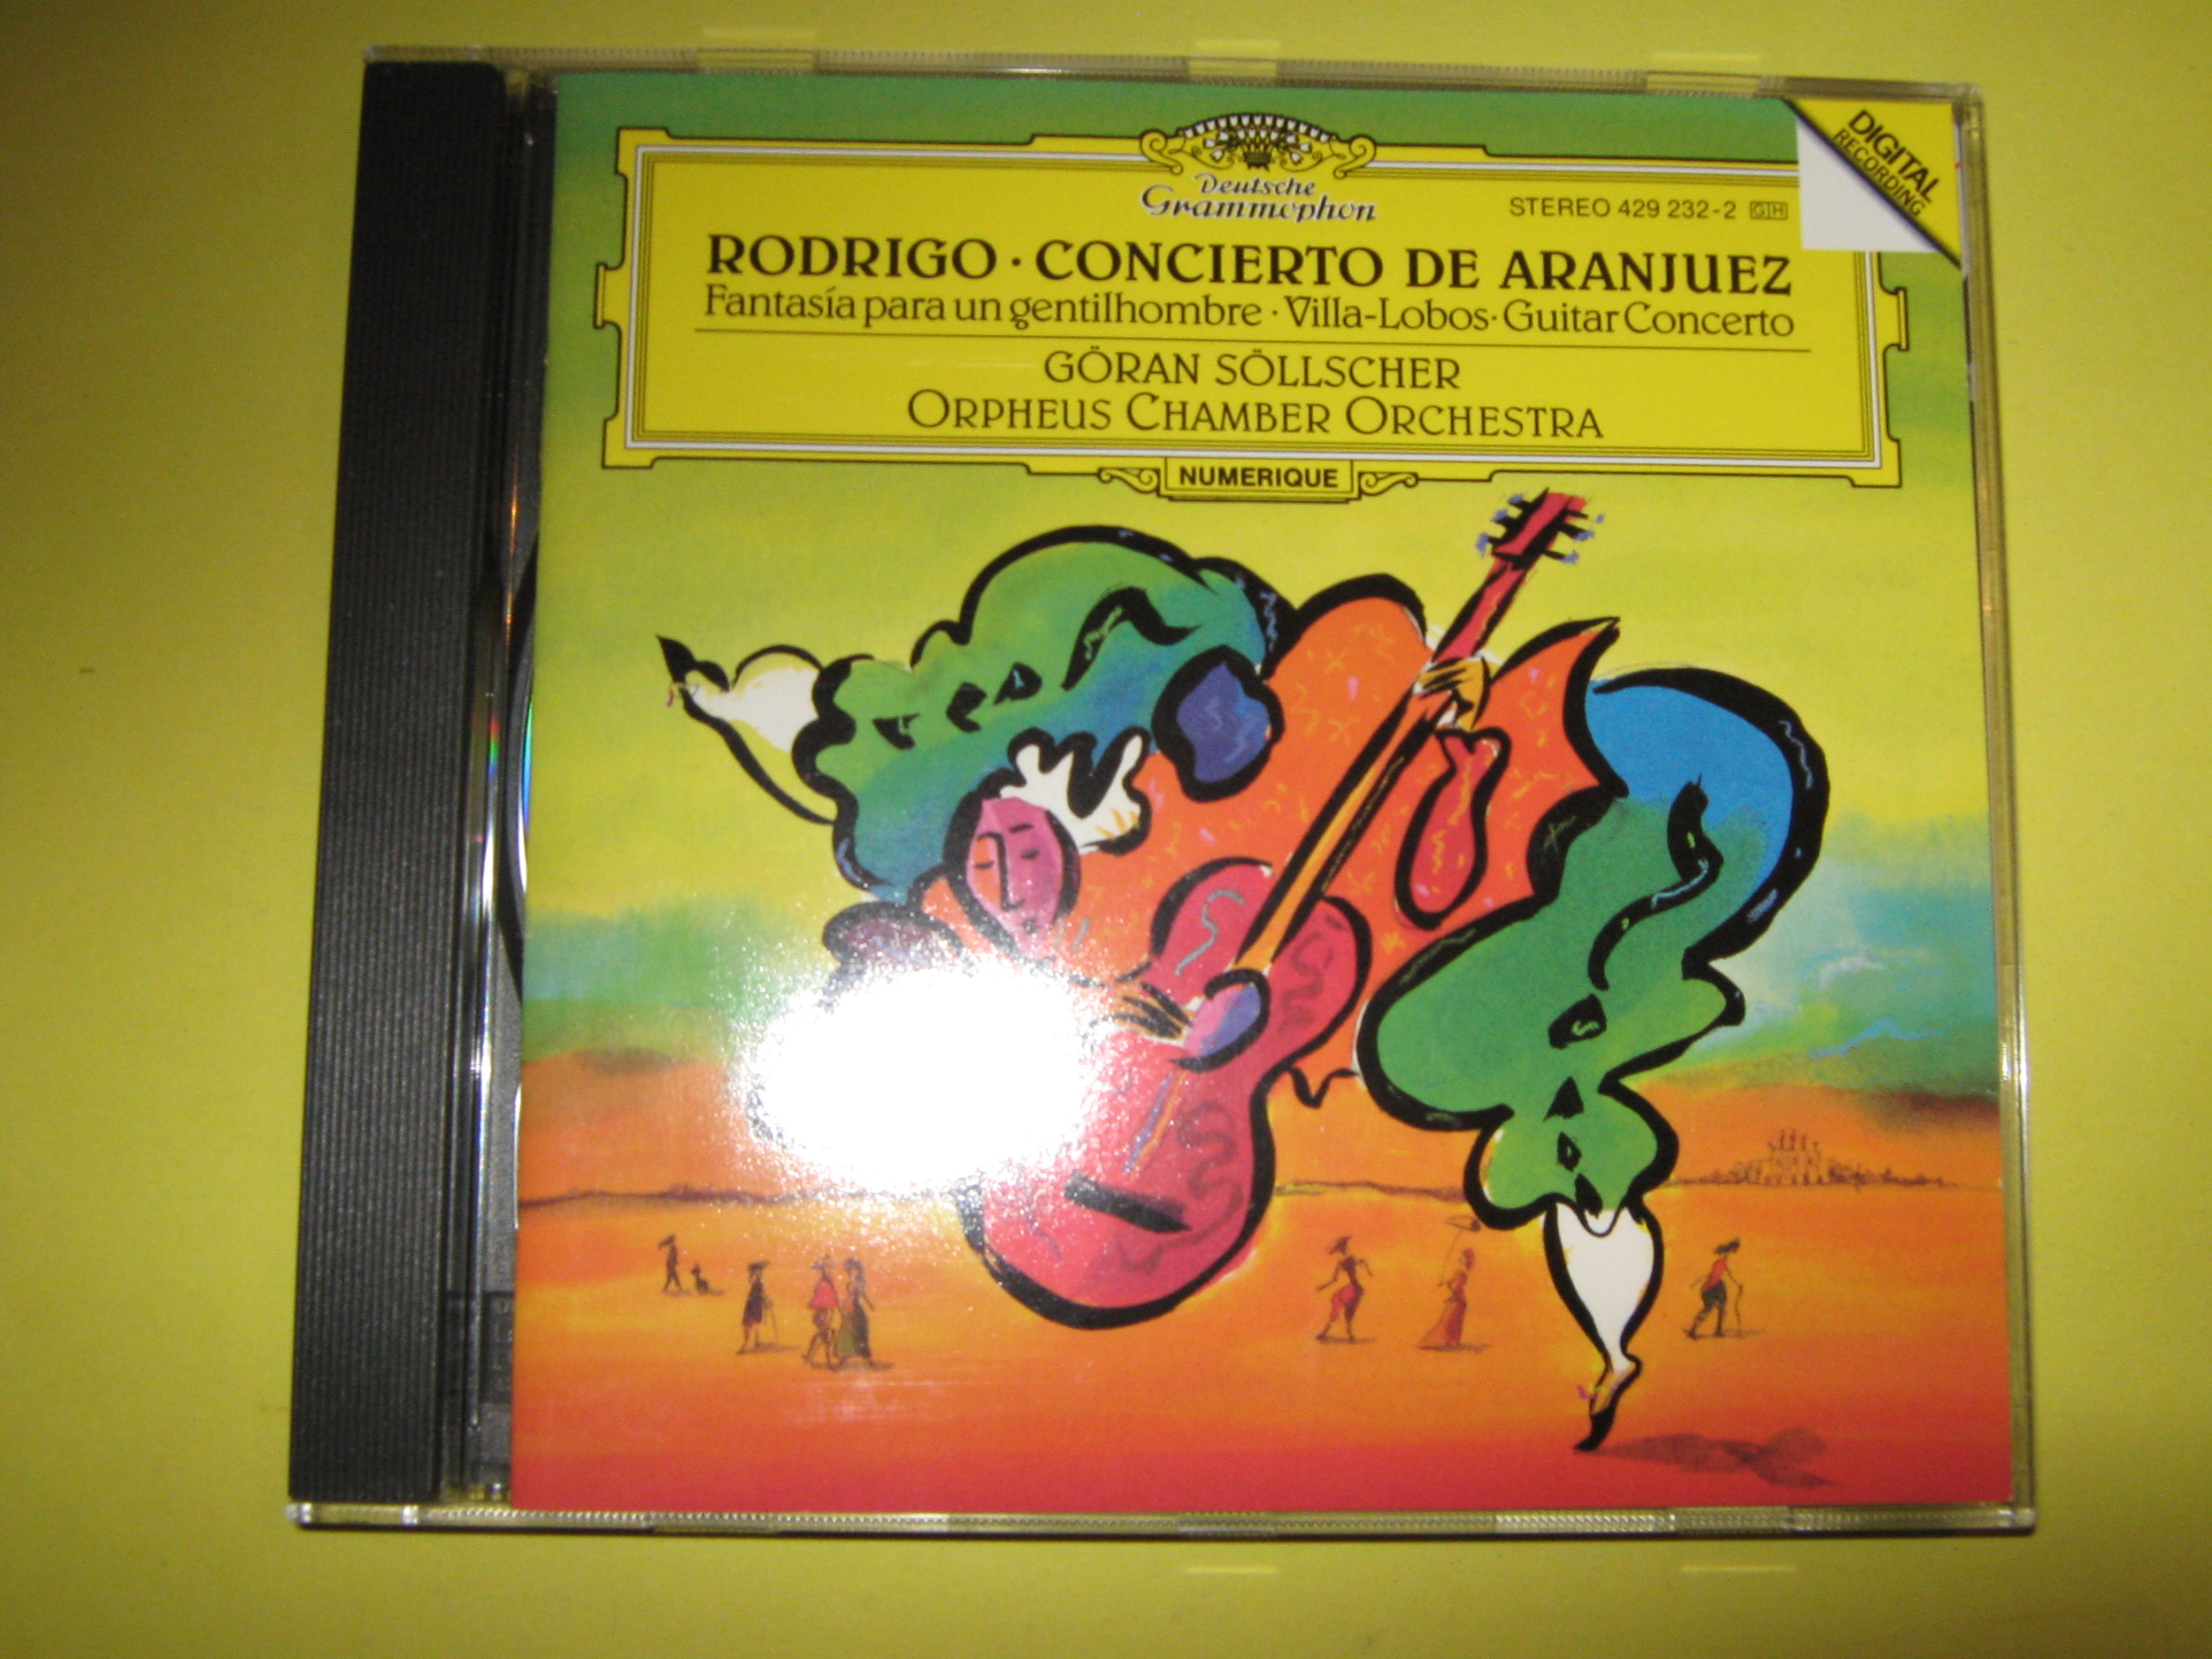 DIGITAL
RECORDING
Deutsche
Grammophon
STEREO 429 232-2 GH
RODRIGO · CONCIERTO DE ARANJUEZ
Fantasía para un gentilhombre · Villa-Lobos · Guitar Concerto
GÖRAN SÖLLSCHER
ORPHEUS CHAMBER ORCHESTRA
NUMERIQUE